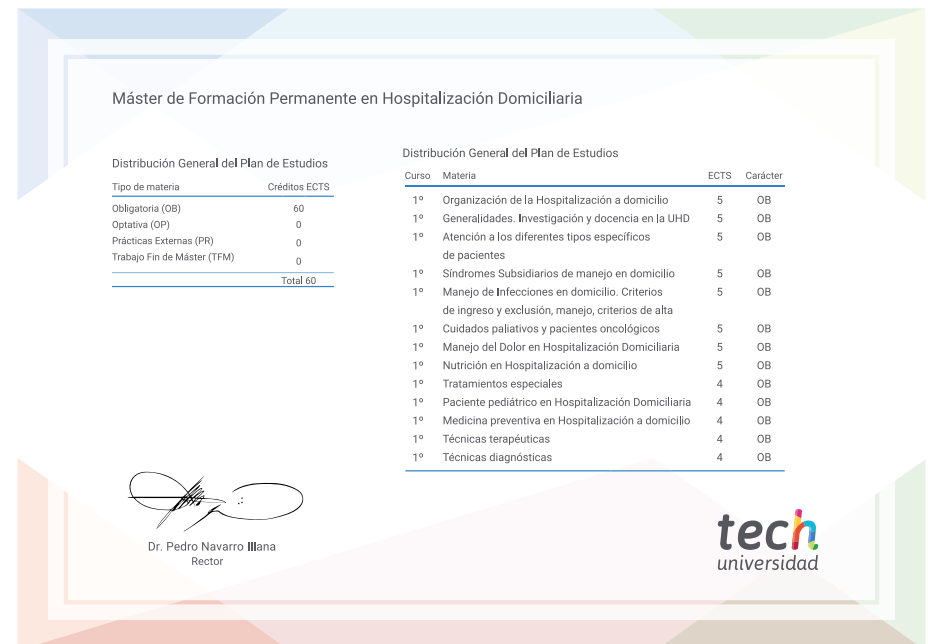 Máster de Formación Permanente en Hospitalización Domiciliaria
Distribución General del Plan de Estudios
Tipo de materia Créditos ECTS
Obligatoria (OB) 60
Optativa (OP) 0
Prácticas Externas (PR) 0
Trabajo Fin de Máster (TFM) 0
Total 60
Distribución General del Plan de Estudios
Curso Materia ECTS Carácter
1º Organización de la Hospitalización a domicilio 5 OB
1º Generalidades. Investigación y docencia en la UHD 5 OB
1º Atención a los diferentes tipos específicos 5 OB
de pacientes
1º Síndromes Subsidiarios de manejo en domicilio 5 OB
1º Manejo de Infecciones en domicilio. Criterios 5 OB
de ingreso y exclusión, manejo, criterios de alta
1º Cuidados paliativos y pacientes oncológicos 5 OB
1º Manejo del Dolor en Hospitalización Domiciliaria 5 OB
1º Nutrición en Hospitalización a domicilio 5 OB
1º Tratamientos especiales 4 OB
1º Paciente pediátrico en Hospitalización Domiciliaria 4 OB
1º Medicina preventiva en Hospitalización a domicilio 4 OB
1º Técnicas terapéuticas 4 OB
1º Técnicas diagnósticas 4 OB
Dr. Pedro Navarro Illana
Rector
tech
universidad